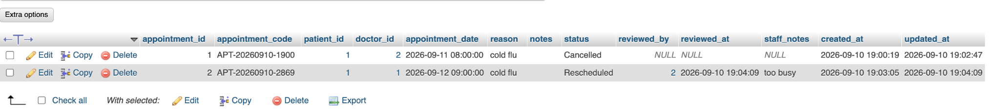 Extra options
←T→ appointment_id appointment_code patient_id doctor_id appointment_date reason notes status reviewed_by reviewed_at staff_notes created_at updated_at
Edit Copy Delete 1 APT-20260910-1900 1 2 2026-09-11 08:00:00 cold flu Cancelled NULL NULL NULL 2026-09-10 19:00:19 2026-09-10 19:02:47
Edit Copy Delete 2 APT-20260910-2869 1 1 2026-09-12 09:00:00 cold flu Rescheduled 2 2026-09-10 19:04:09 too busy 2026-09-10 19:03:05 2026-09-10 19:04:09
Check all With selected: Edit Copy Delete Export